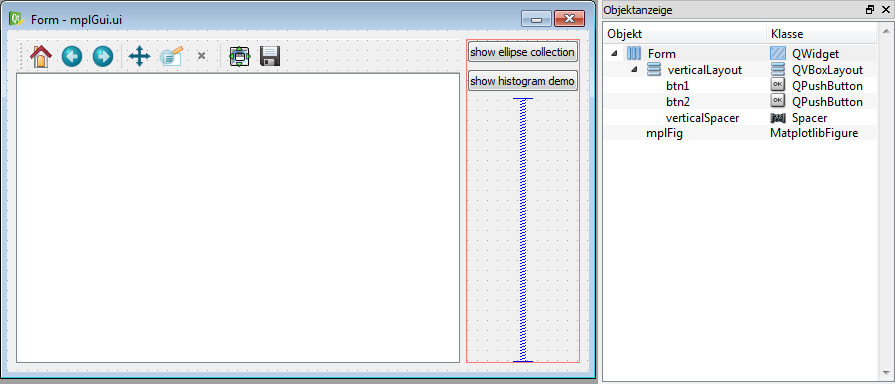 Form - mplGui.ui
show ellipse collection
show histogram demo
Objektanzeige
Objekt Klasse
Form QWidget
verticalLayout QVBoxLayout
btn1 QPushButton
btn2 QPushButton
verticalSpacer Spacer
mplFig MatplotlibFigure